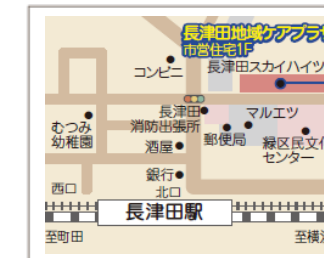 長津田地域ケアプラ
市営住宅1F
コンビニ
長津田スカイハイツ
長津田
消防出張所
マルエツ
むつみ
幼稚園
酒屋
郵便局
緑区民文
センター
銀行
西口
北口
長津田駅
至町田
至横